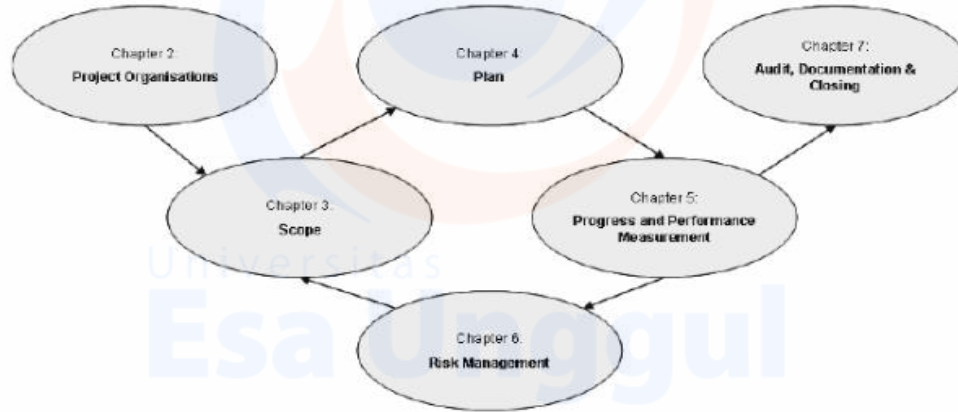 Chapter 2:
Project Organisations
Chapter 4:
Plan
Chapter 7:
Audit, Documentation &
Closing
Chapter 3:
Scope
Chapter 5:
Progress and Performance
Measurement
Chapter 6:
Risk Management
Universitas
Esa Unggul